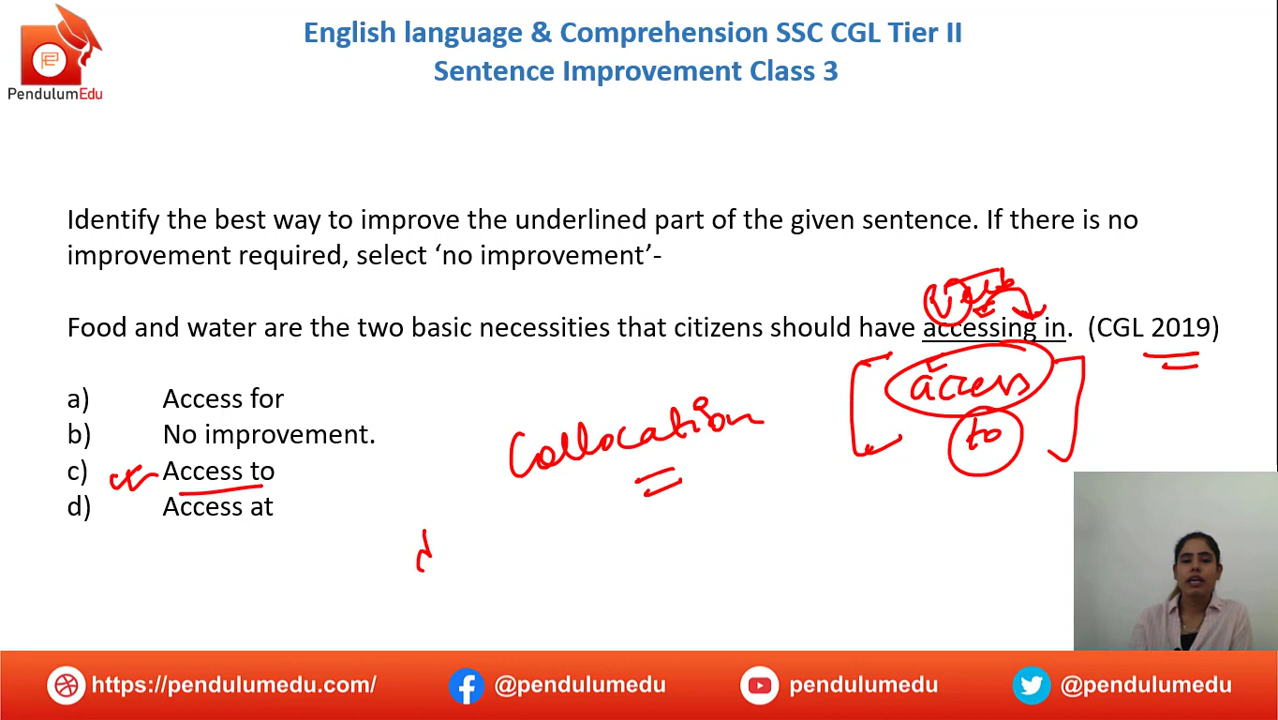 English language & Comprehension SSC CGL Tier II
Sentence Improvement Class 3
PendulumEdu
Identify the best way to improve the underlined part of the given sentence. If there is no
improvement required, select ‘no improvement’-
Food and water are the two basic necessities that citizens should have accessing in. (CGL 2019)
access
to
a) Access for
b) No improvement.
c) Access to
d) Access at
Collocation
https://pendulumedu.com/
@pendulumedu
pendulumedu
@pendulumedu